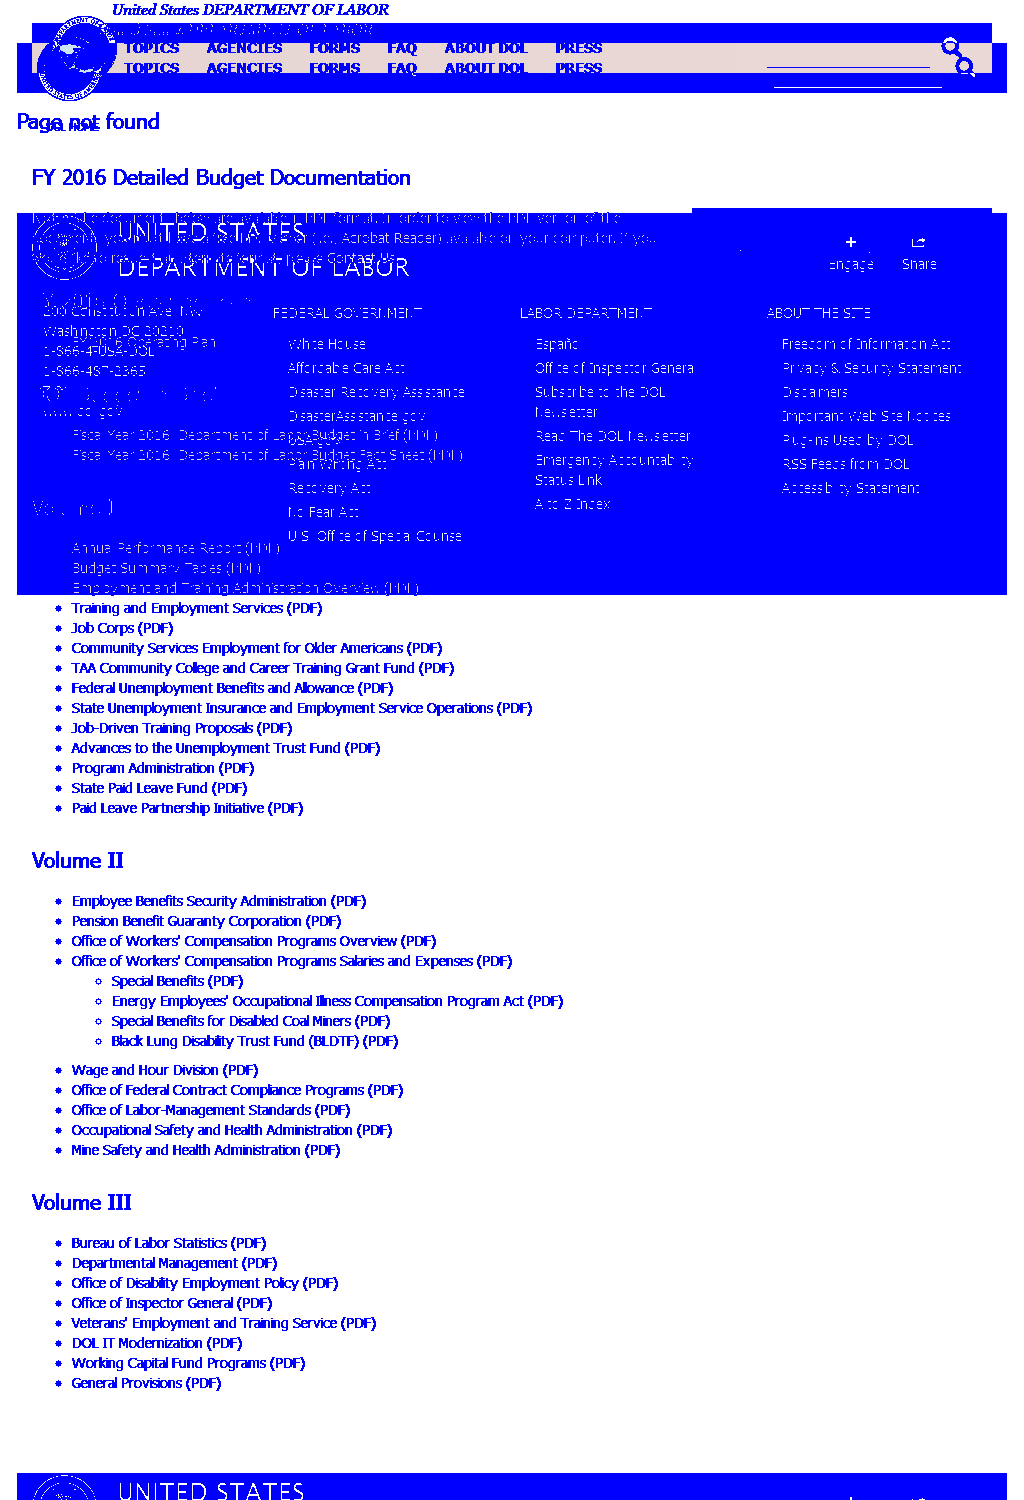 United States DEPARTMENT OF LABOR
TOPICS AGENCIES FORMS FAQ ABOUT DOL PRESS
TOPICS AGENCIES FORMS FAQ ABOUT DOL PRESS
Page not found
DOL HOME
FY 2016 Detailed Budget Documentation
UNITED STATES
DEPARTMENT OF LABOR
Engage Share
200 Constitution Ave. NW
Washington DC 20210
1-866-4-USA-DOL
1-866-487-2365
www.dol.gov
FY 2016 Operating Plan
Fiscal Year 2016, Department of Labor Budget in Brief (PDF)
Fiscal Year 2016, Department of Labor Budget Fact Sheet (PDF)
FEDERAL GOVERNMENT
White House
Affordable Care Act
Disaster Recovery Assistance
DisasterAssistance.gov
USA.gov
Plain Writing Act
Recovery Act
No Fear Act
U.S. Office of Special Counsel
LABOR DEPARTMENT
Español
Office of Inspector General
Subscribe to the DOL
Newsletter
Read The DOL Newsletter
Emergency Accountability
Status Link
A to Z Index
ABOUT THE SITE
Freedom of Information Act
Privacy & Security Statement
Disclaimers
Important Web Site Notices
Plug-ins Used by DOL
RSS Feeds from DOL
Accessibility Statement
Volume I
Annual Performance Report (PDF)
Budget Summary Tables (PDF)
Employment and Training Administration Overview (PDF)
Training and Employment Services (PDF)
Job Corps (PDF)
Community Services Employment for Older Americans (PDF)
TAA Community College and Career Training Grant Fund (PDF)
Federal Unemployment Benefits and Allowance (PDF)
State Unemployment Insurance and Employment Service Operations (PDF)
Job-Driven Training Proposals (PDF)
Advances to the Unemployment Trust Fund (PDF)
Program Administration (PDF)
State Paid Leave Fund (PDF)
Paid Leave Partnership Initiative (PDF)
Volume II
Employee Benefits Security Administration (PDF)
Pension Benefit Guaranty Corporation (PDF)
Office of Workers' Compensation Programs Overview (PDF)
Office of Workers' Compensation Programs Salaries and Expenses (PDF)
Special Benefits (PDF)
Energy Employees' Occupational Illness Compensation Program Act (PDF)
Special Benefits for Disabled Coal Miners (PDF)
Black Lung Disability Trust Fund (BLDTF) (PDF)
Wage and Hour Division (PDF)
Office of Federal Contract Compliance Programs (PDF)
Office of Labor-Management Standards (PDF)
Occupational Safety and Health Administration (PDF)
Mine Safety and Health Administration (PDF)
Volume III
Bureau of Labor Statistics (PDF)
Departmental Management (PDF)
Office of Disability Employment Policy (PDF)
Office of Inspector General (PDF)
Veterans' Employment and Training Service (PDF)
DOL IT Modernization (PDF)
Working Capital Fund Programs (PDF)
General Provisions (PDF)
UNITED STATES